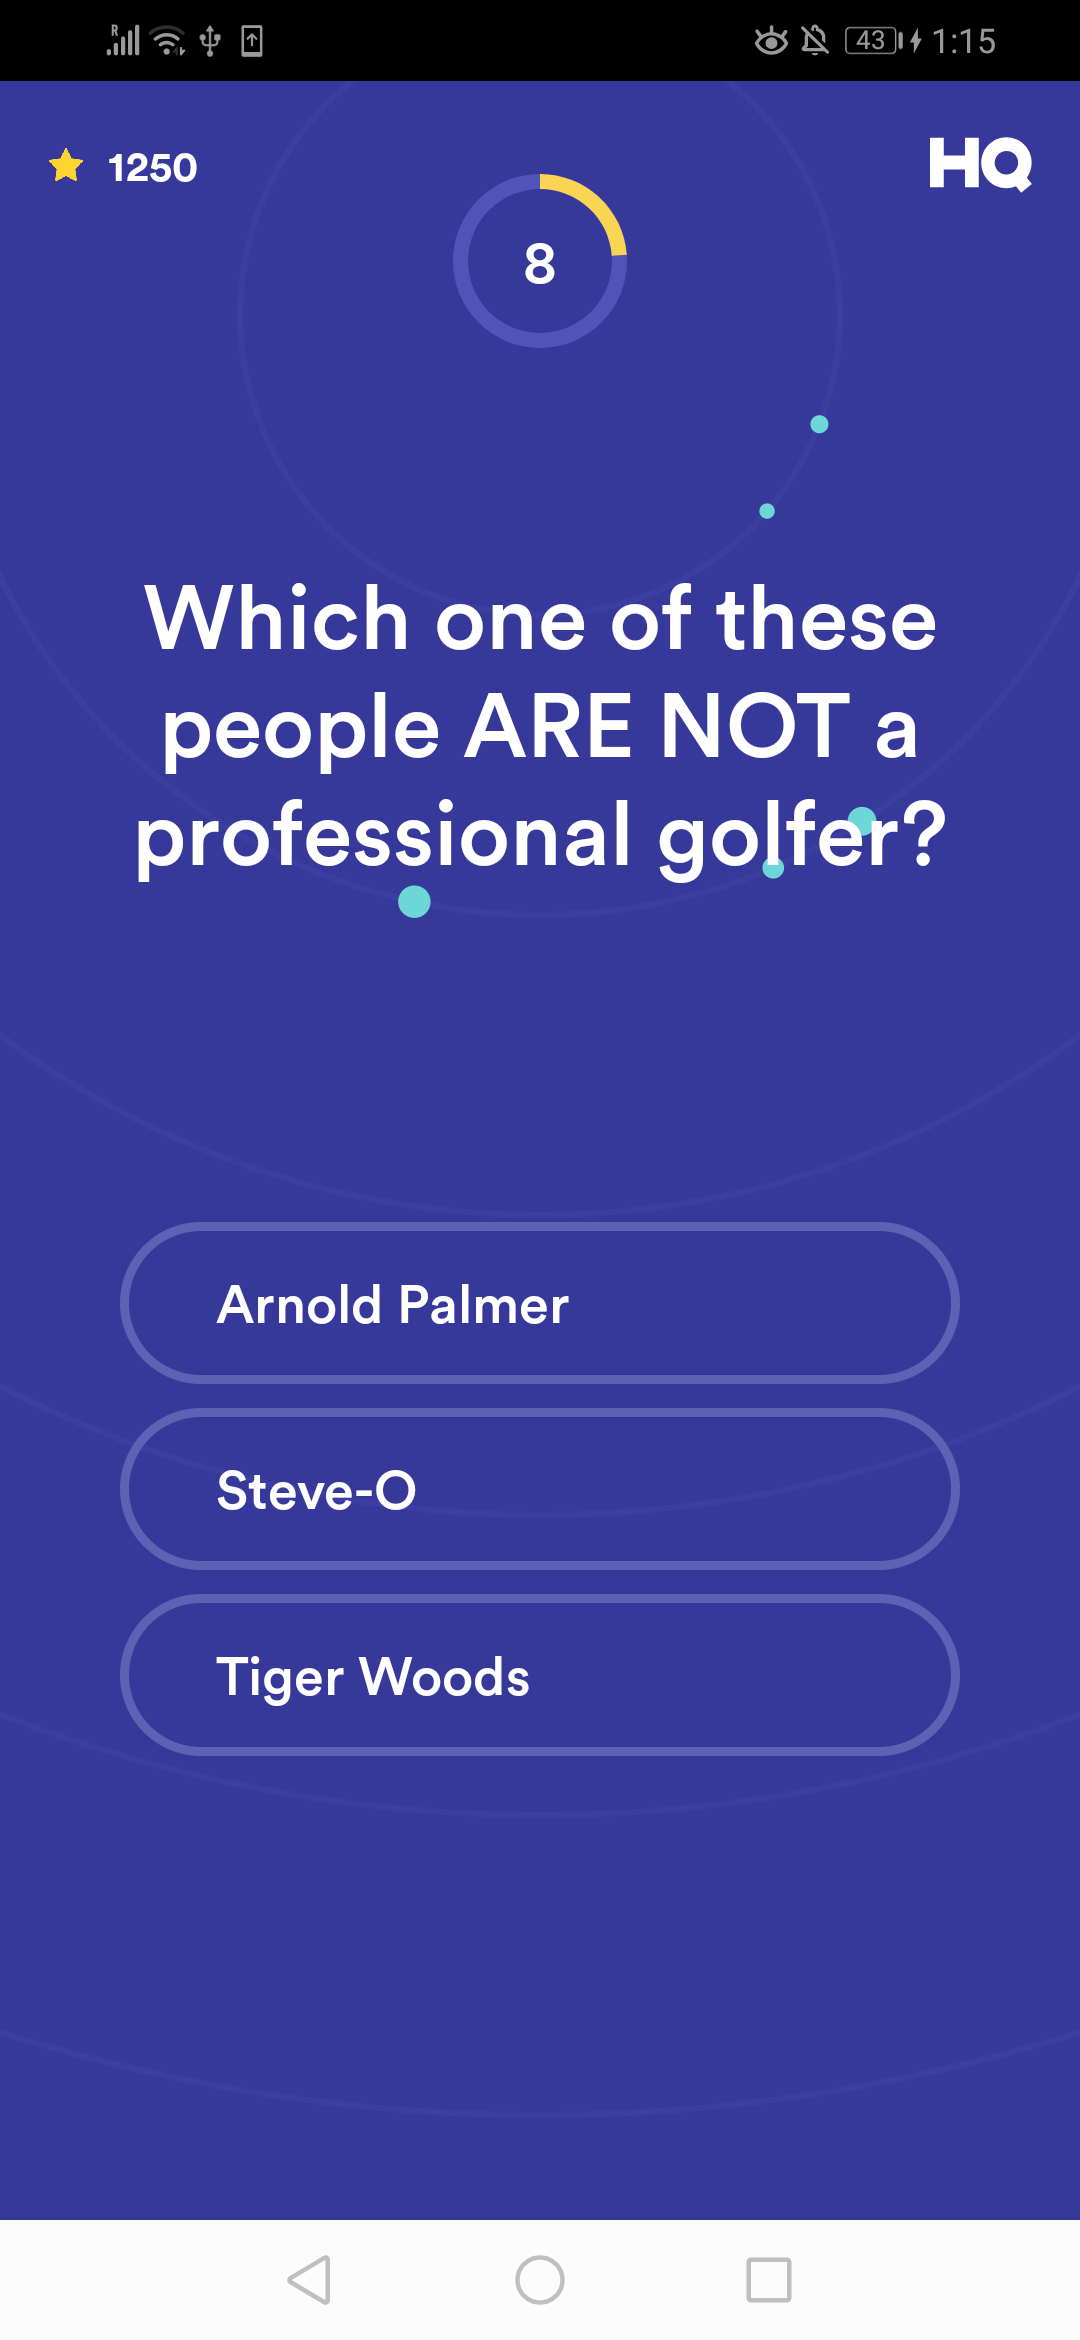 R 43 1:15
1250 HQ
8
Which one of these
people ARE NOT a
professional golfer?
Arnold Palmer
Steve-O
Tiger Woods